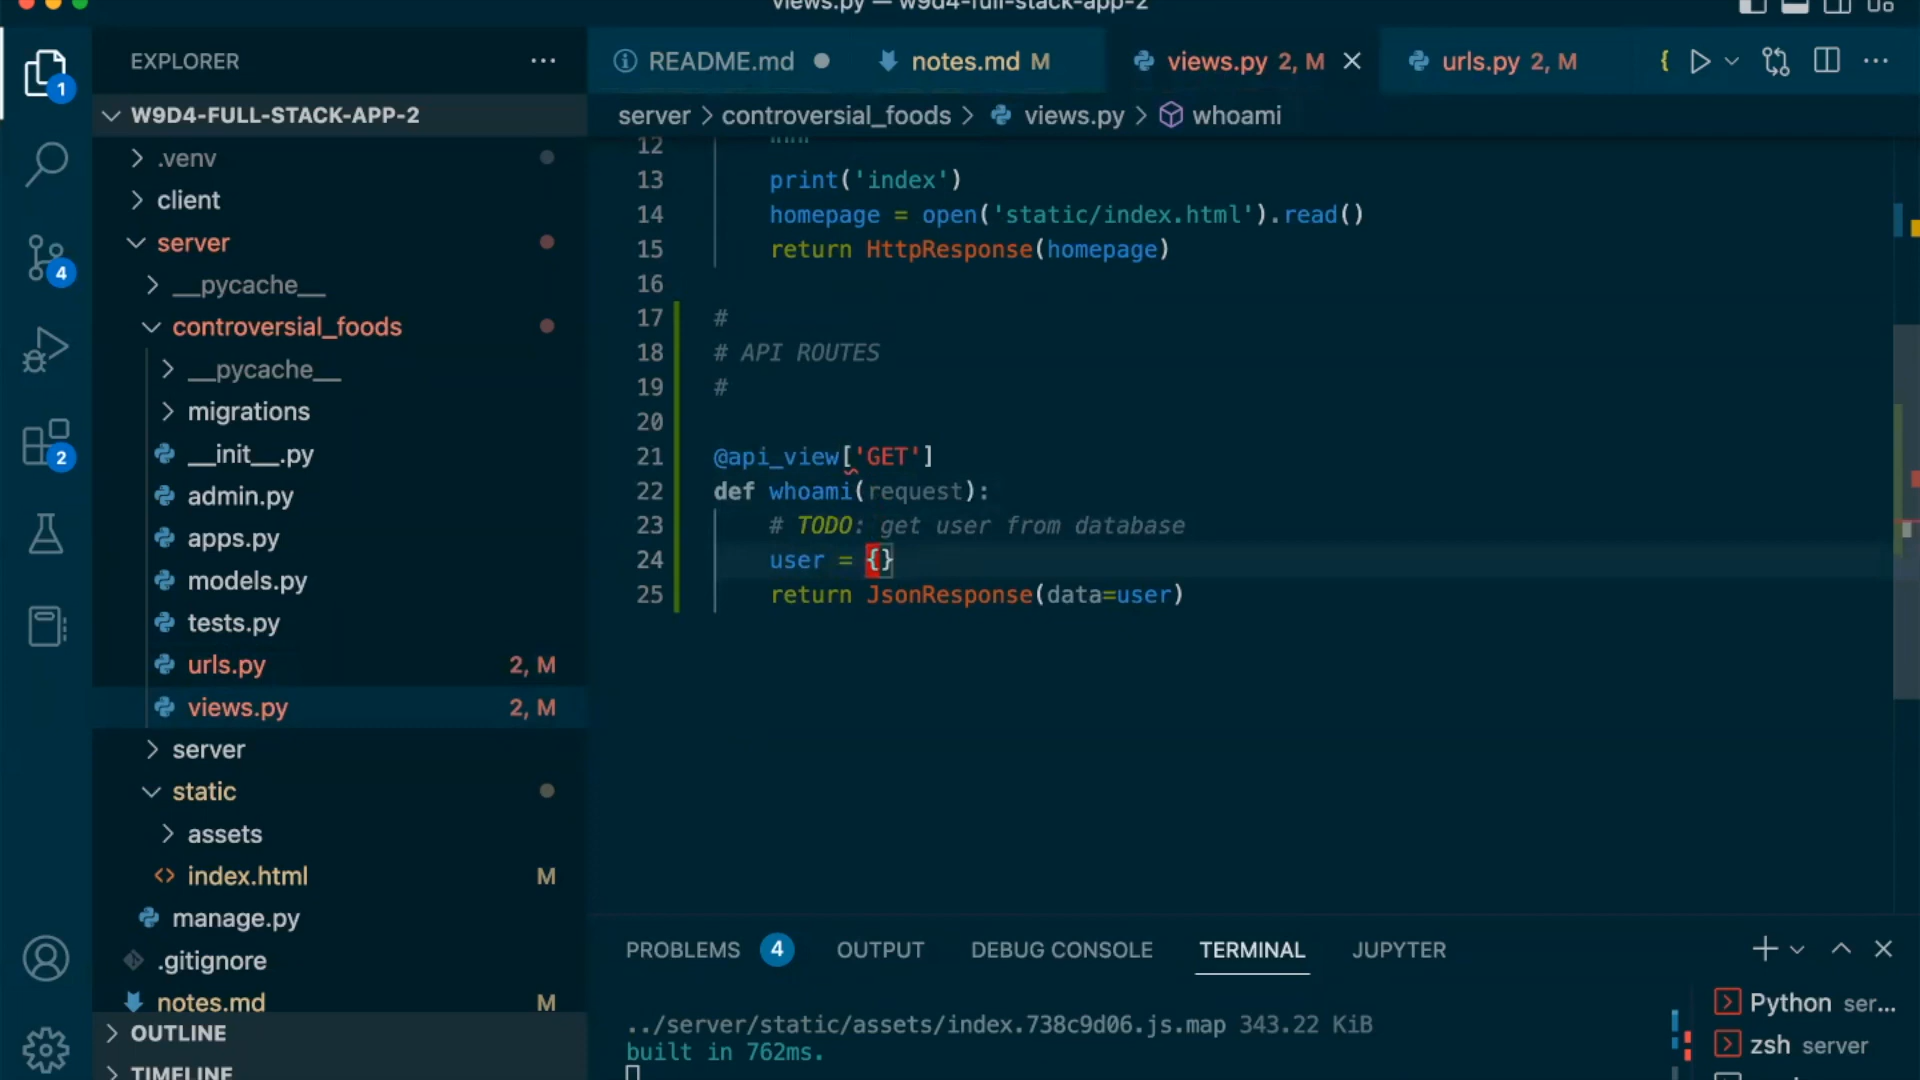 views.py — w9d4-full-stack-app-2
1
EXPLORER
README.md
notes.md M
views.py 2, M
urls.py 2, M
W9D4-FULL-STACK-APP-2
server > controversial_foods > views.py > whoami
.venv
client
server
__pycache__
controversial_foods
__pycache__
migrations
__init__.py
admin.py
apps.py
models.py
tests.py
urls.py 2, M
views.py 2, M
server
static
assets
index.html M
manage.py
.gitignore
notes.md M
OUTLINE
TIMELINE
4
2
12 """
13 print('index')
14 homepage = open('static/index.html').read()
15 return HttpResponse(homepage)
16
17 #
18 # API ROUTES
19 #
20
21 @api_view['GET']
22 def whoami(request):
23 # TODO: get user from database
24 user = {}
25 return JsonResponse(data=user)
PROBLEMS 4 OUTPUT DEBUG CONSOLE TERMINAL JUPYTER
../server/static/assets/index.738c9d06.js.map 343.22 KiB
built in 762ms.
Python ser...
zsh server